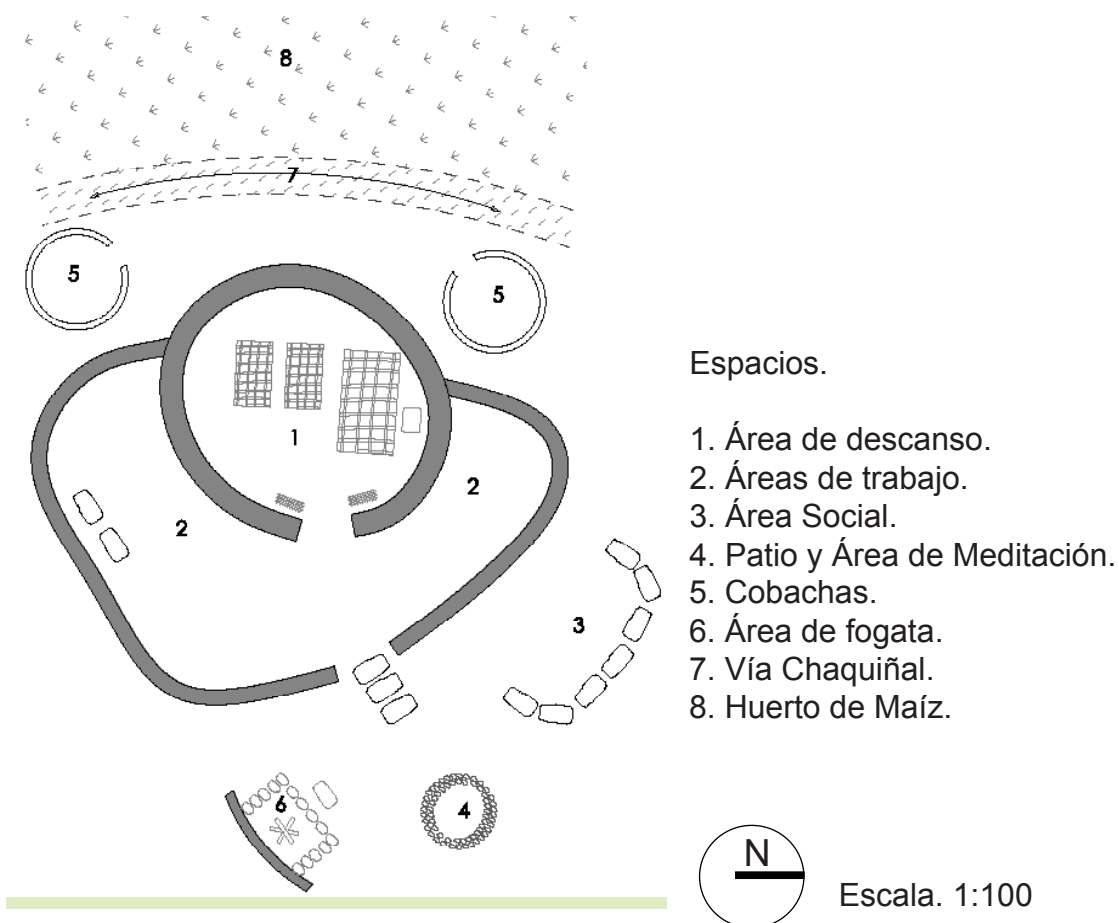 8
7
5
5
1
2
2
3
6
4
Espacios.
1. Área de descanso.
2. Áreas de trabajo.
3. Área Social.
4. Patio y Área de Meditación.
5. Cobachas.
6. Área de fogata.
7. Vía Chaquiñal.
8. Huerto de Maíz.
N
Escala. 1:100